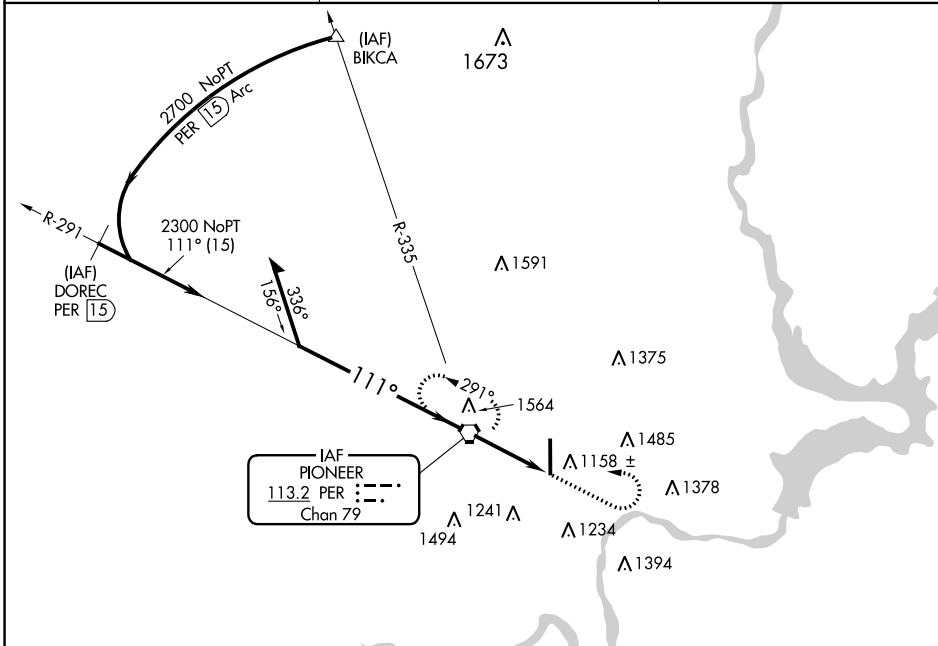 (IAF)
BIKCA
1673
2700 NoPT
PER 15 Arc
R-291
2300 NoPT
111° (15)
R-335
(IAF)
DOREC
PER 15
1591
156°
336°
1375
111°
291°
1564
1485
1158 ±
1378
IAF
PIONEER
113.2 PER
Chan 79
1241
1494
1234
1394